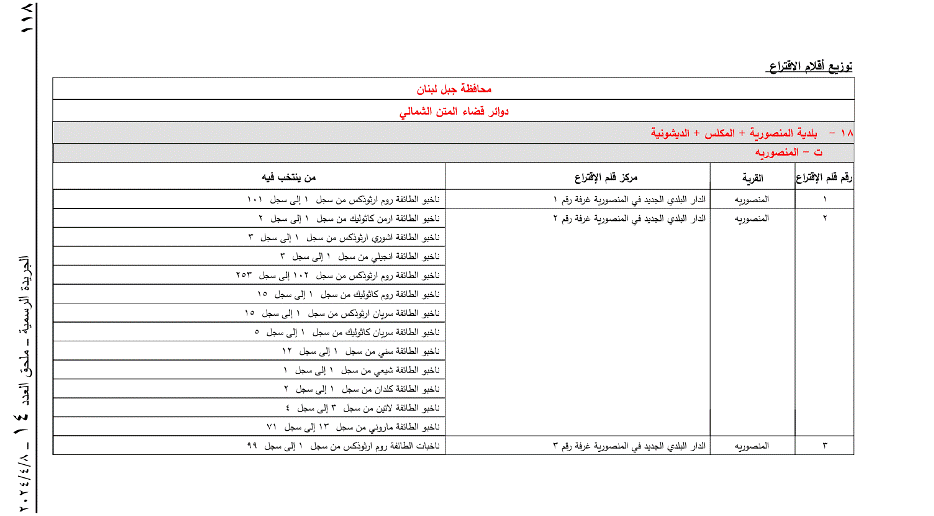 ١١٨
الجريدة الرسمية – ملحق العدد ١٤ – ٢٠٢٤/٤/٨
توزيع أقلام الإقتراع
محافظة جبل لبنان
دوائر قضاء المتن الشمالي
١٨ - بلدية المنصورية + المكلس + الديشونية
ت - المنصوريه
رقم قلم الإقتراع القرية مركز قلم الإقتراع من ينتخب فيه
١ المنصوريه الدار البلدي الجديد في المنصورية غرفة رقم ١ ناخبو الطائفة روم ارثوذكس من سجل ١ إلى سجل ١٠١
٢ المنصوريه الدار البلدي الجديد في المنصورية غرفة رقم ٢ ناخبو الطائفة ارمن كاثوليك من سجل ١ إلى سجل ٢
ناخبو الطائفة اشوري ارثوذكس من سجل ١ إلى سجل ٣
ناخبو الطائفة انجيلي من سجل ١ إلى سجل ٣
ناخبو الطائفة روم ارثوذكس من سجل ١٠٢ إلى سجل ٢٥٣
ناخبو الطائفة روم كاثوليك من سجل ١ إلى سجل ١٥
ناخبو الطائفة سريان ارثوذكس من سجل ١ إلى سجل ١٥
ناخبو الطائفة سريان كاثوليك من سجل ١ إلى سجل ٥
ناخبو الطائفة سني من سجل ١ إلى سجل ١٢
ناخبو الطائفة شيعي من سجل ١ إلى سجل ١
ناخبو الطائفة كلدان من سجل ١ إلى سجل ٢
ناخبو الطائفة لاتين من سجل ٣ إلى سجل ٤
ناخبو الطائفة ماروني من سجل ١٣ إلى سجل ٧١
٣ المنصوريه الدار البلدي الجديد في المنصورية غرفة رقم ٣ ناخبات الطائفة روم ارثوذكس من سجل ١ إلى سجل ٩٩